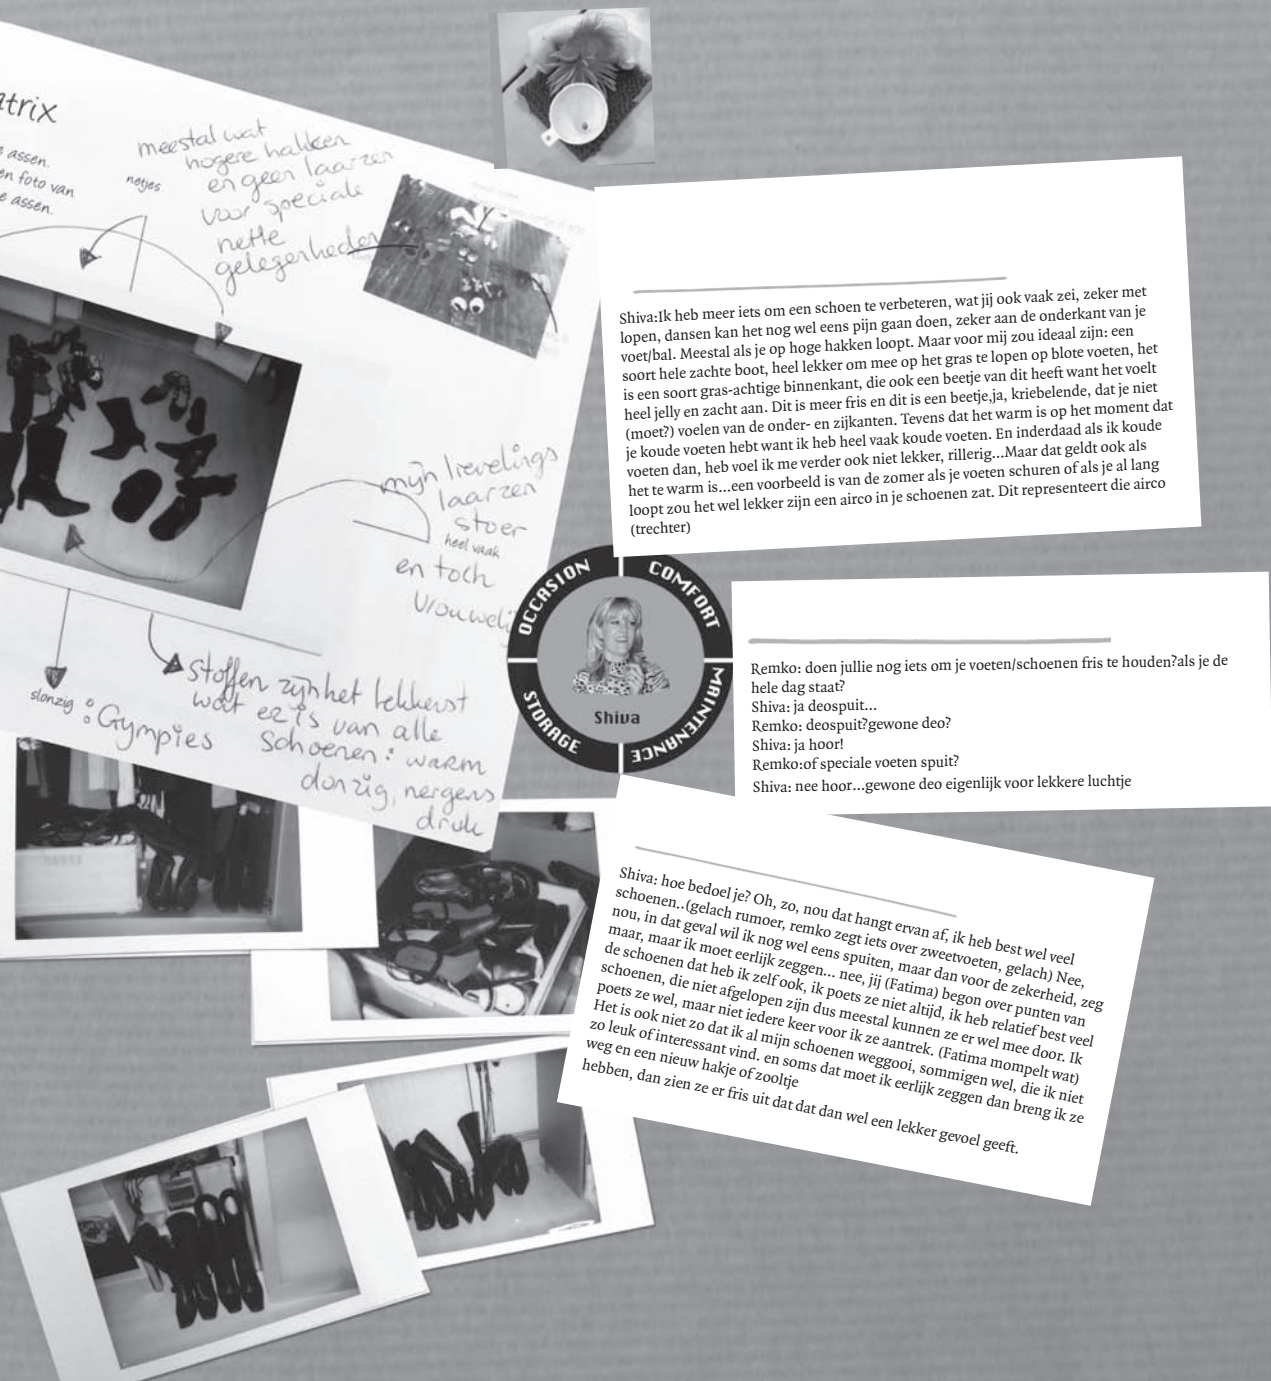 atrix
e assen.
en foto van
e assen.
netjes
meestal wat
hogere hakken
en geen laarzen
voor speciale
nette
gelegenheden
mijn lievelings
laarzen
stoer
heel vaak
en toch
vrouwelij
slonzig
: Gympies
stoffen zijn het lekkerst
wat er is van alle
schoenen: warm
donzig, nergens
druk
Shiva:Ik heb meer iets om een schoen te verbeteren, wat jij ook vaak zei, zeker met
lopen, dansen kan het nog wel eens pijn gaan doen, zeker aan de onderkant van je
voet/bal. Meestal als je op hoge hakken loopt. Maar voor mij zou ideaal zijn: een
soort hele zachte boot, heel lekker om mee op het gras te lopen op blote voeten, het
is een soort gras-achtige binnenkant, die ook een beetje van dit heeft want het voelt
heel jelly en zacht aan. Dit is meer fris en dit is een beetje,ja, kriebelende, dat je niet
(moet?) voelen van de onder- en zijkanten. Tevens dat het warm is op het moment dat
je koude voeten hebt want ik heb heel vaak koude voeten. En inderdaad als ik koude
voeten dan, heb voel ik me verder ook niet lekker, rillerig...Maar dat geldt ook als
het te warm is...een voorbeeld is van de zomer als je voeten schuren of als je al lang
loopt zou het wel lekker zijn een airco in je schoenen zat. Dit representeert die airco
(trechter)
OCCASION
COMFORT
MAINTENANCE
STORAGE
Shiva
Remko: doen jullie nog iets om je voeten/schoenen fris te houden?als je de
hele dag staat?
Shiva: ja deospuit...
Remko: deospuit?gewone deo?
Shiva: ja hoor!
Remko:of speciale voeten spuit?
Shiva: nee hoor...gewone deo eigenlijk voor lekkere luchtje
Shiva: hoe bedoel je? Oh, zo, nou dat hangt ervan af, ik heb best wel veel
schoenen..(gelach rumoer, remko zegt iets over zweetvoeten, gelach) Nee,
nou, in dat geval wil ik nog wel eens spuiten, maar dan voor de zekerheid, zeg
maar, maar ik moet eerlijk zeggen... nee, jij (Fatima) begon over punten van
de schoenen dat heb ik zelf ook, ik poets ze niet altijd, ik heb relatief best veel
schoenen, die niet afgelopen zijn dus meestal kunnen ze er wel mee door. Ik
poets ze wel, maar niet iedere keer voor ik ze aantrek. (Fatima mompelt wat)
Het is ook niet zo dat ik al mijn schoenen weggooi, sommigen wel, die ik niet
zo leuk of interessant vind. en soms dat moet ik eerlijk zeggen dan breng ik ze
weg en een nieuw hakje of zooltje
hebben, dan zien ze er fris uit dat dat dan wel een lekker gevoel geeft.